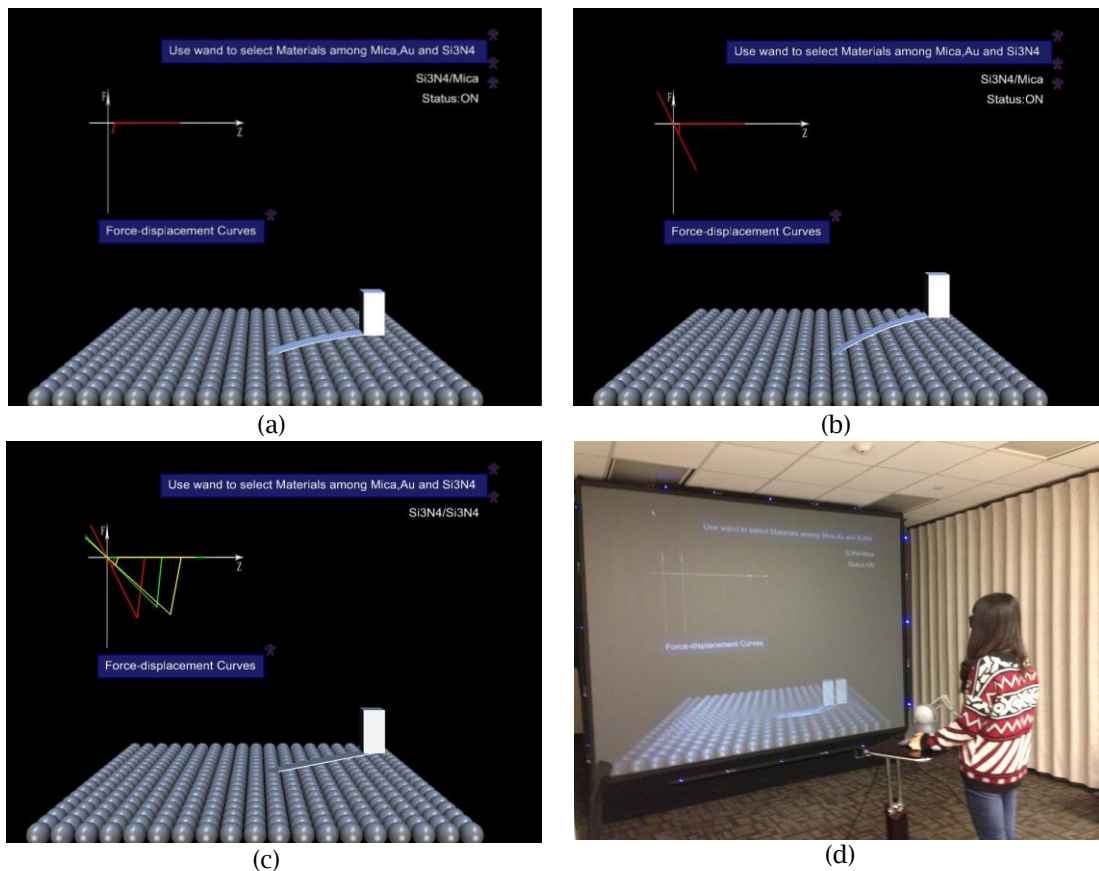 Use wand to select Materials among Mica,Au and Si3N4
Si3N4/Mica
Status:ON
F
Z
Force-displacement Curves
(a)
Use wand to select Materials among Mica,Au and Si3N4
Si3N4/Mica
Status:ON
F
Z
Force-displacement Curves
(b)
Use wand to select Materials among Mica,Au and Si3N4
Si3N4/Si3N4
F
Z
Force-displacement Curves
(c)
Use wand to select Materials among Mica,Au and Si3N4
Si3N4/Mica
Status:ON
Force-displacement Curves
(d)